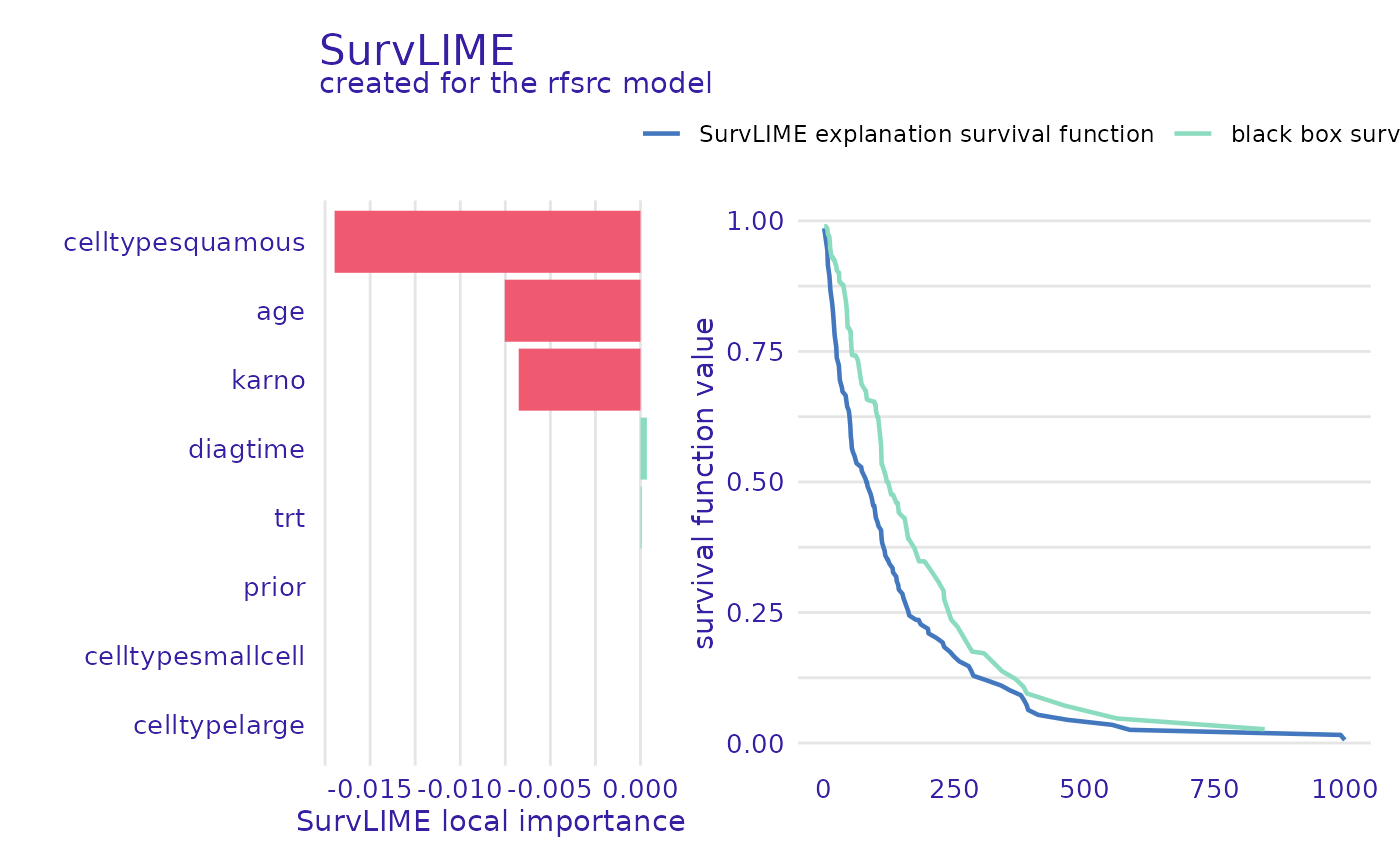 SurvLIME
created for the rfsrc model
SurvLIME explanation survival function
black box surv
celltypesquamous
age
karno
diagtime
trt
prior
celltypesmallcell
celltypelarge
-0.015 -0.010 -0.005 0.000
SurvLIME local importance
survival function value
1.00
0.75
0.50
0.25
0.00
0 250 500 750 1000